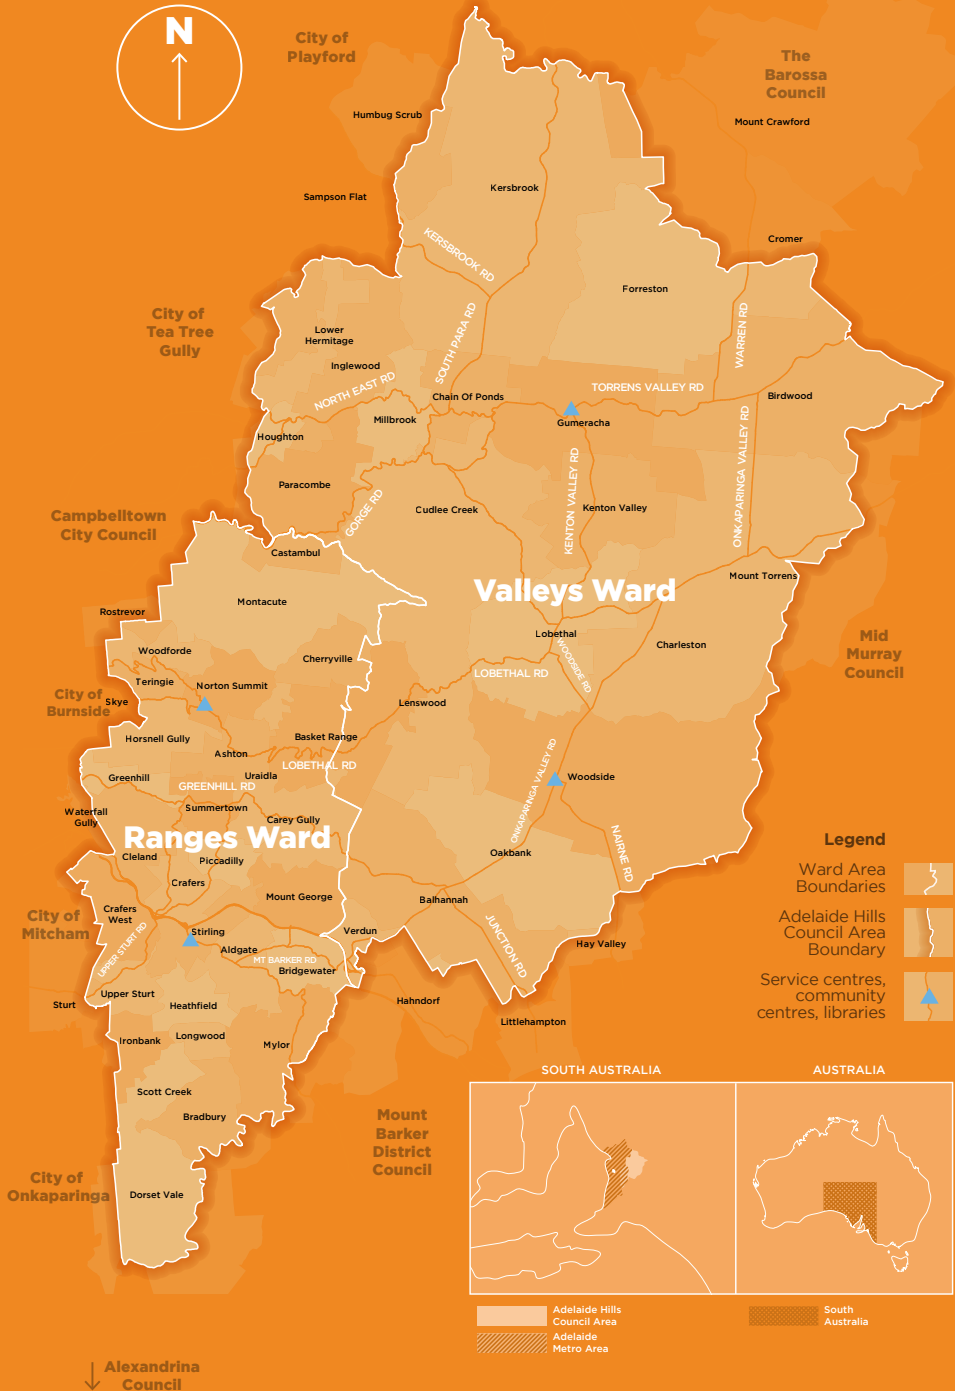 N
City of
Playford
The
Barossa
Council
Humbug Scrub
Mount Crawford
Kersbrook
Sampson Flat
KERSBROOK RD
Cromer
Forreston
City of
Tea Tree
Gully
Lower
Hermitage
Inglewood
SOUTH PARA RD
WARREN RD
NORTH EAST RD
Chain Of Ponds
TORRENS VALLEY RD
Birdwood
Millbrook
Gumeracha
Houghton
ONKAPARINGA VALLEY RD
Paracombe
KENTON VALLEY RD
GORGE RD
Cudlee Creek
Kenton Valley
Campbelltown
City Council
Castambul
Mount Torrens
Valleys Ward
Montacute
Rostrevor
Lobethal
Charleston
Mid
Murray
Council
Woodforde
Cherryville
WOODSIDE RD
LOBETHAL RD
Teringie
Norton Summit
City of
Burnside
Skye
Lenswood
Horsnell Gully
Basket Range
Ashton
LOBETHAL RD
Uraidla
Greenhill
GREENHILL RD
ONKAPARINGA VALLEY RD
Woodside
Waterfall
Gully
Summertown
Carey Gully
Ranges Ward
NAIRNE RD
Cleland
Piccadilly
Oakbank
Crafers
Mount George
Balhannah
Crafers
West
City of
Mitcham
Stirling
Verdun
UPPER STURT RD
Aldgate
MT BARKER RD
Bridgewater
JUNCTION RD
Hay Valley
Sturt
Upper Sturt
Heathfield
Hahndorf
Littlehampton
Ironbank
Longwood
Mylor
Scott Creek
Bradbury
Mount
Barker
District
Council
City of
Onkaparinga
Dorset Vale
Alexandrina
Council
Legend
Ward Area
Boundaries
Adelaide Hills
Council Area
Boundary
Service centres,
community
centres, libraries
SOUTH AUSTRALIA
AUSTRALIA
Adelaide Hills
Council Area
Adelaide
Metro Area
South
Australia